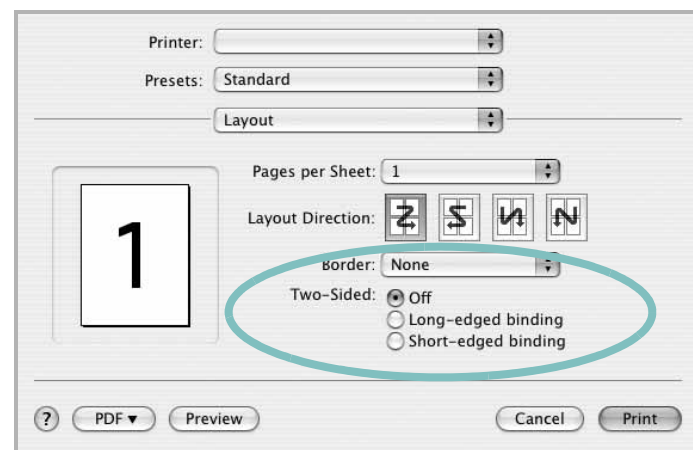 Printer:
Presets: Standard
Layout
Pages per Sheet: 1
Layout Direction:
1
Border: None
Two-Sided: Off
Long-edged binding
Short-edged binding
? PDF▼ Preview Cancel Print